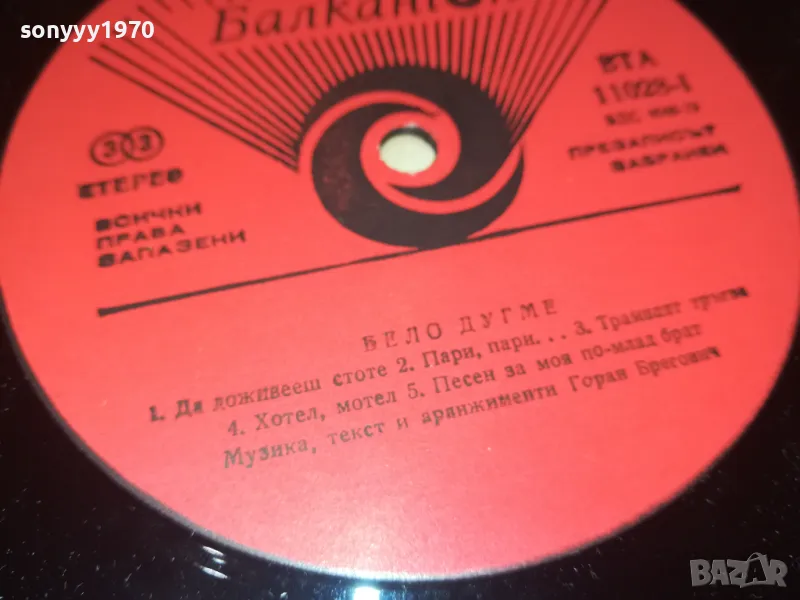 sonyyy1970
Балкантон
ВТА
11028-1
33
СТЕРЕО
ПРЕЗАПИСЪТ
ЗАБРАНЕН
ВСИЧКИ
ПРАВА
ЗАПАЗЕНИ
БЕЛО ДУГМЕ
1. Да доживееш стоте 2. Пари, пари... 3. Трамваят тръгва
4. Хотел, мотел 5. Песен за моя по-млад брат
Музика, текст и аранжименти Горан Брегович
BAZAR